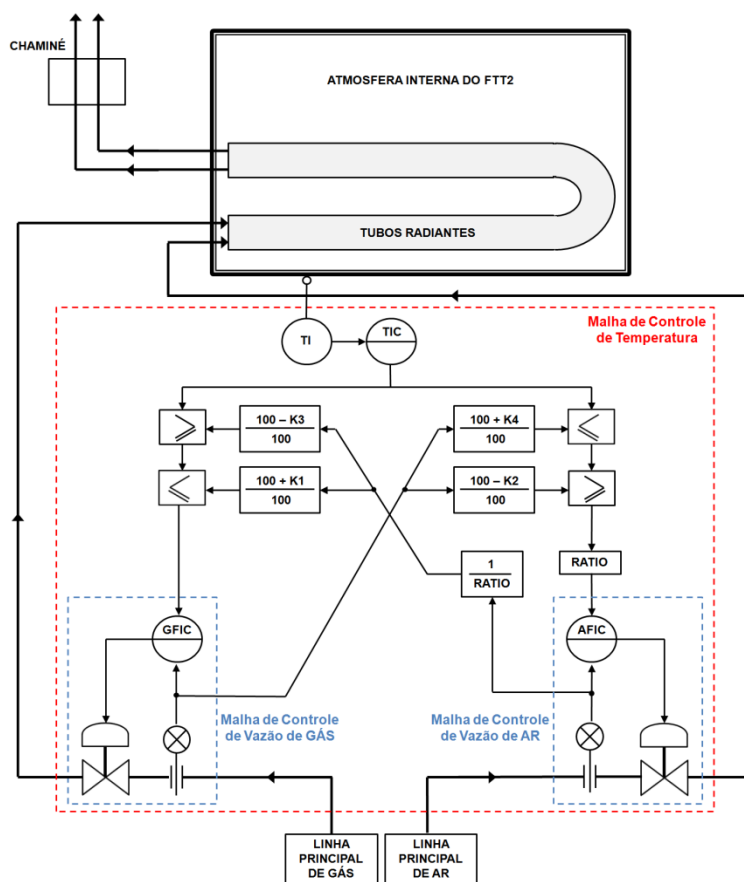 CHAMINÉ
ATMOSFERA INTERNA DO FTT2
TUBOS RADIANTES
Malha de Controle
de Temperatura
TI
TIC
≥
100 – K3
100
100 + K4
100
≤
≤
100 + K1
100
100 – K2
100
≥
1
RATIO
RATIO
GFIC
AFIC
Malha de Controle
de Vazão de GÁS
Malha de Controle
de Vazão de AR
LINHA
PRINCIPAL
DE GÁS
LINHA
PRINCIPAL
DE AR